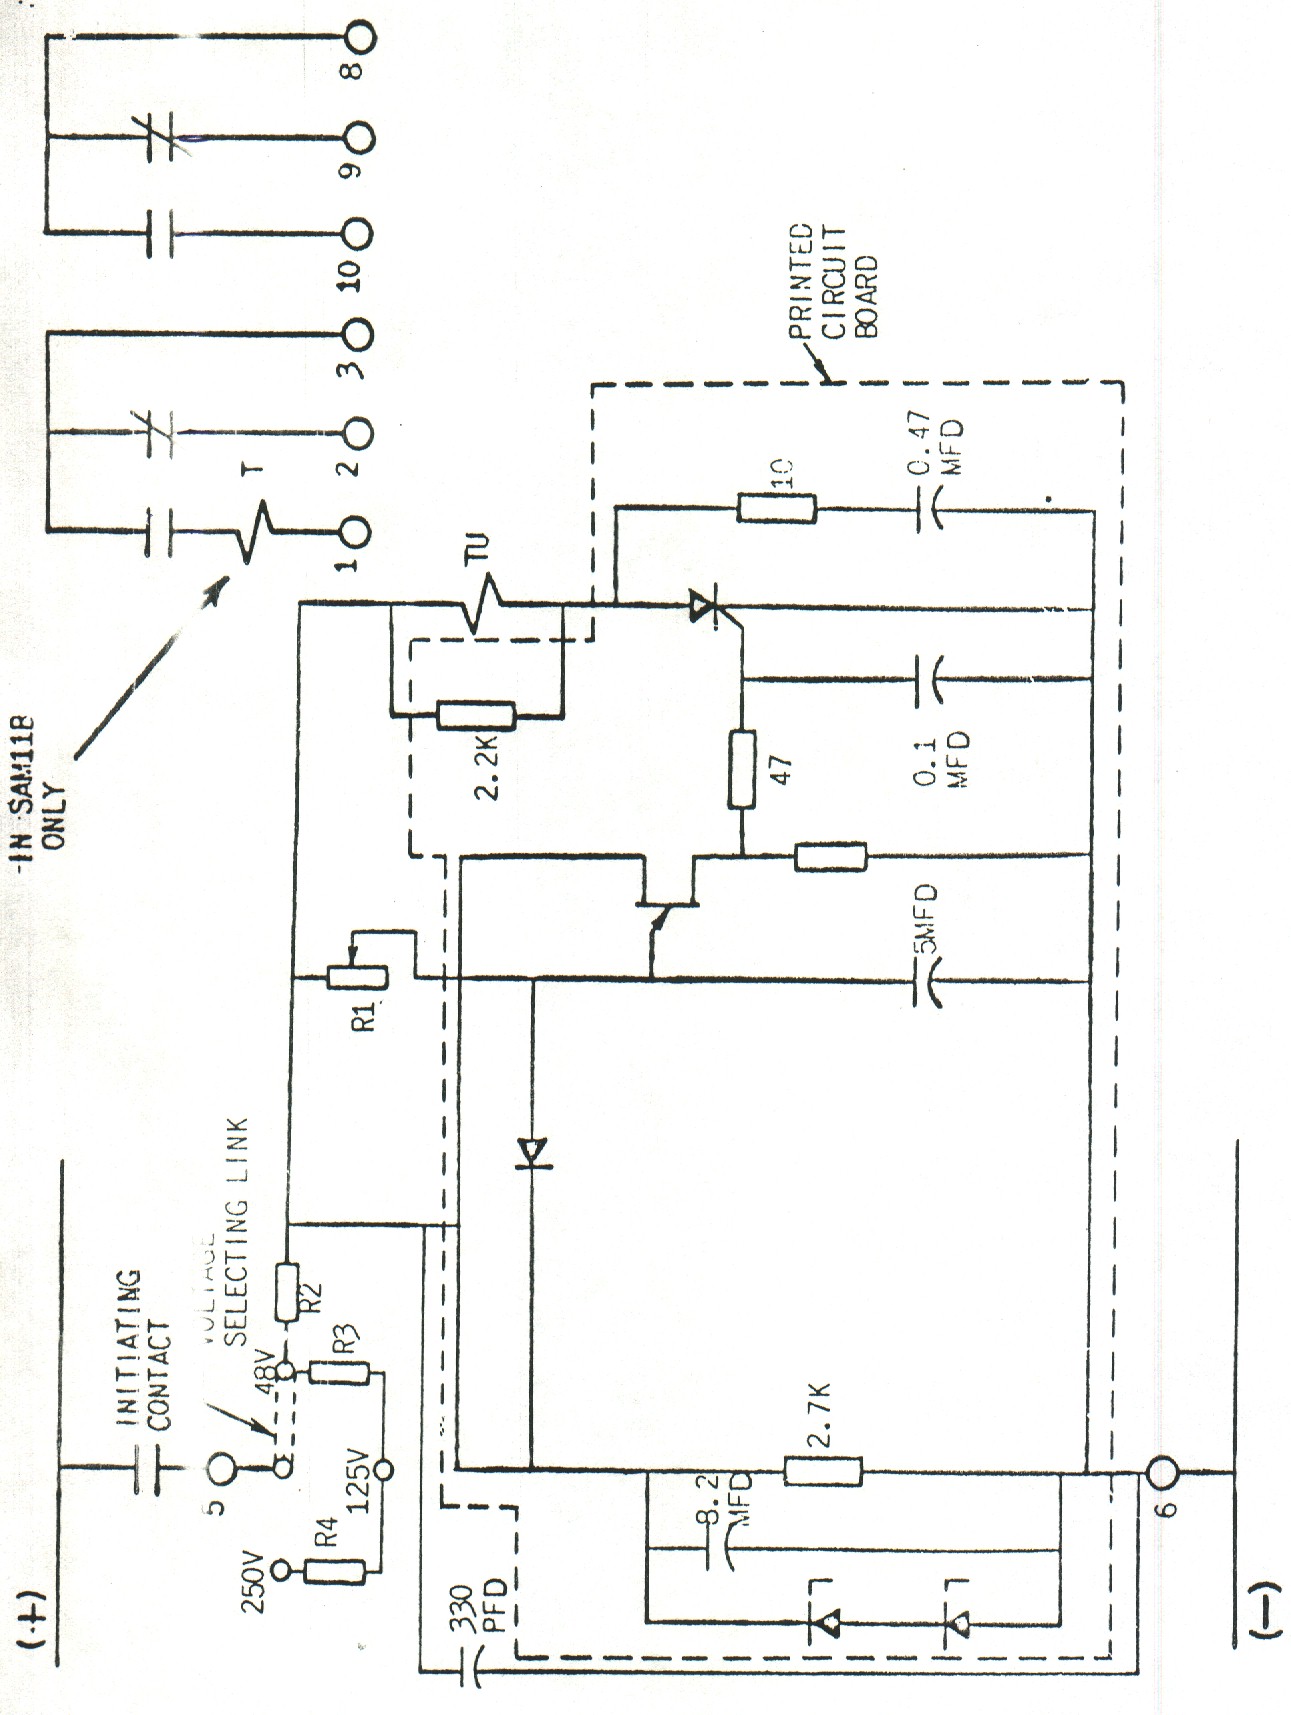 (+)
INITIATING
CONTACT
5
VOLTAGE
SELECTING LINK
250V
R4
125V
48V
R3
R2
-IN SAM11B
ONLY
T
1
2
3
10
9
8
R1
TU
2.2K
PRINTED
CIRCUIT
BOARD
330
PFD
8.2
MFD
2.7K
5MFD
47
0.1
MFD
10
0.47
MFD
6
(-)